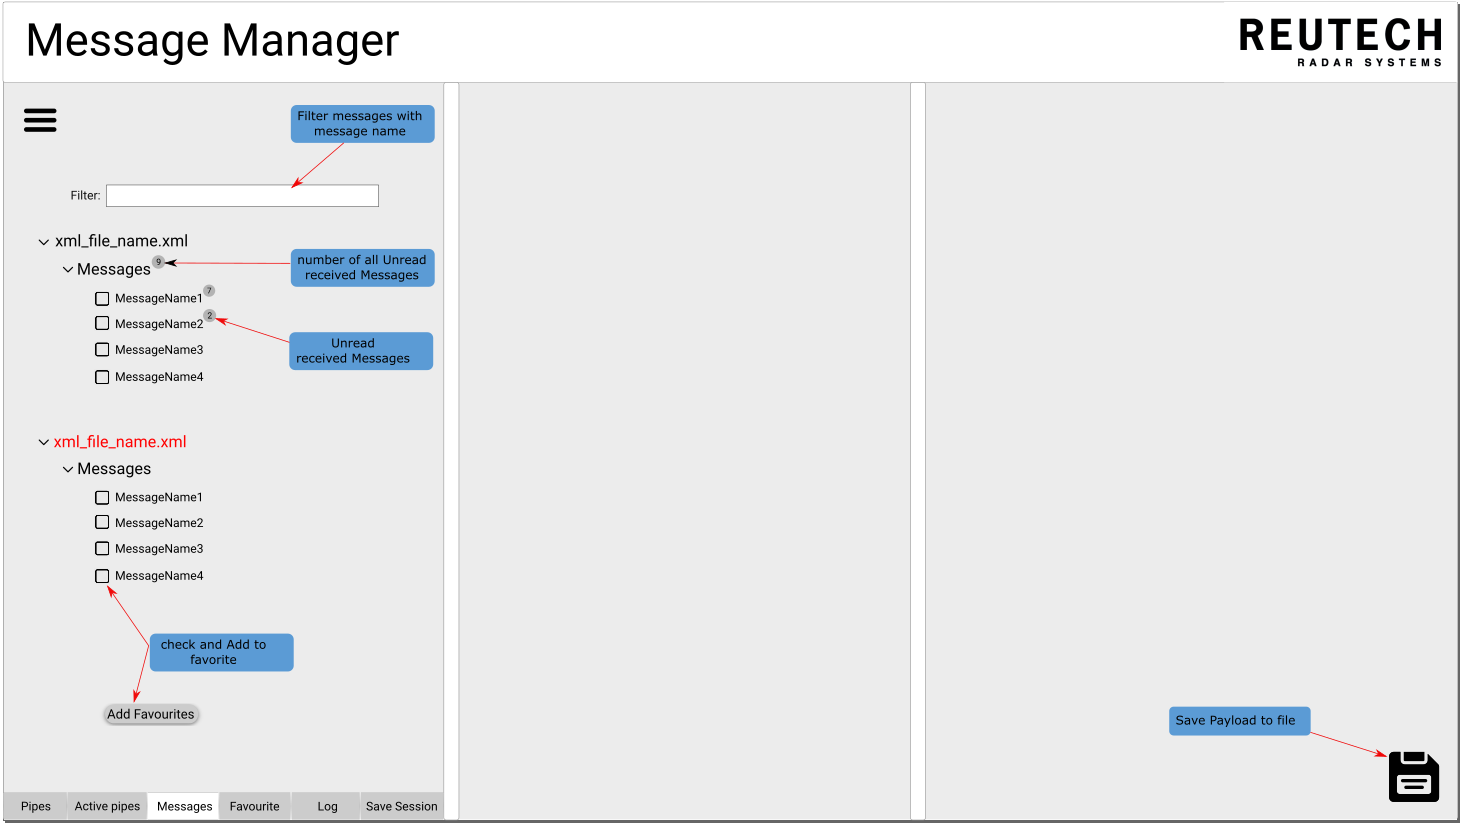 Message Manager
REUTECH
RADAR SYSTEMS
Filter messages with
message name
Filter:
xml_file_name.xml
Messages 9
number of all Unread
received Messages
MessageName1 7
MessageName2 2
Unread
received Messages
MessageName3
MessageName4
xml_file_name.xml
Messages
MessageName1
MessageName2
MessageName3
MessageName4
check and Add to
favorite
Add Favourites
Save Payload to file
Pipes
Active pipes
Messages
Favourite
Log
Save Session